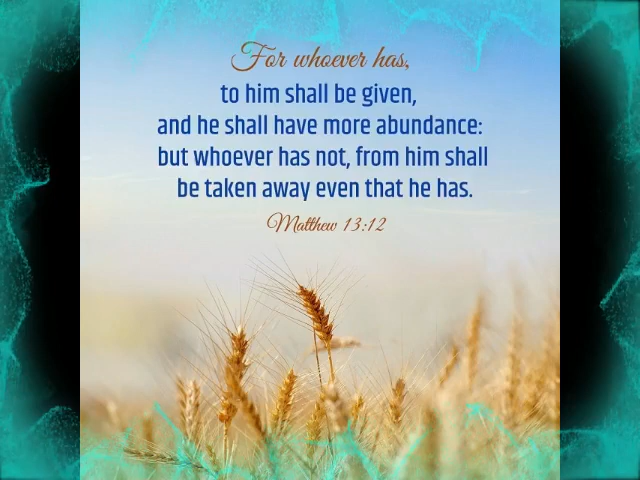 For whoever has,
to him shall be given,
and he shall have more abundance:
but whoever has not, from him shall
be taken away even that he has.
Matthew 13:12